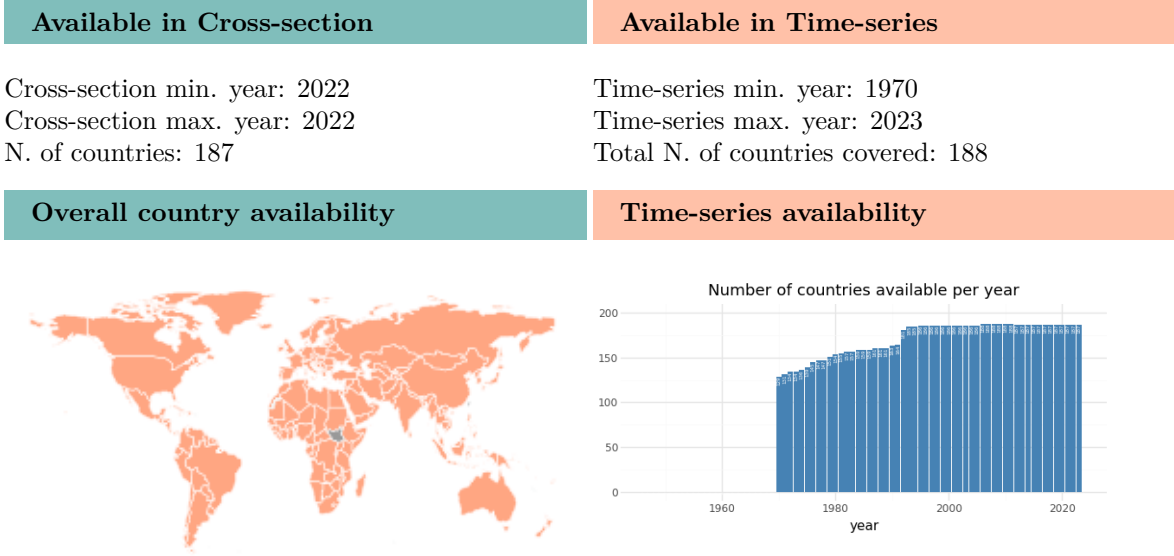 Available in Cross-section
Available in Time-series
Cross-section min. year: 2022
Cross-section max. year: 2022
N. of countries: 187
Time-series min. year: 1970
Time-series max. year: 2023
Total N. of countries covered: 188
Overall country availability
Time-series availability
Number of countries available per year
200
150
100
50
0
1960
1980
2000
2020
year